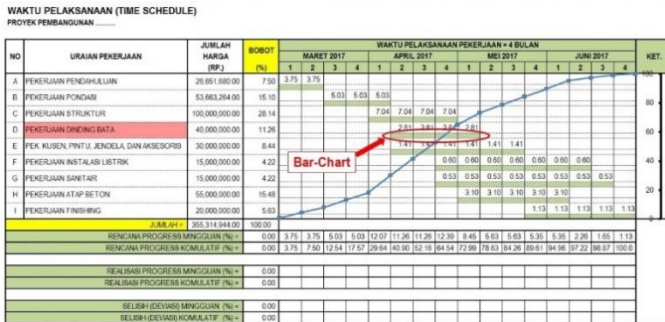 WAKTU PELAKSANAAN (TIME SCHEDULE)
PROYEK PEMBANGUNAN ..........
NO URAIAN PEKERJAAN JUMLAH HARGA (RP.) BOBOT (%) WAKTU PELAKSANAAN PEKERJAAN = 4 BULAN KET.
MARET 2017 APRIL 2017 MEI 2017 JUNI 2017
1 2 3 4 1 2 3 4 1 2 3 4 1 2 3 4
100
A PEKERJAAN PENDAHULUAN 26,651,680.00 7.50 3.75 3.75
B PEKERJAAN PONDASI 53,663,264.00 15.10 5.03 5.03 5.03
80
C PEKERJAAN STRUKTUR 100,000,000.00 28.14 7.04 7.04 7.04 7.04
D PEKERJAAN DINDING BATA 40,000,000.00 11.26 2.81 2.81 2.81 2.81
60
E PEK. KUSEN, PINTU, JENDELA, DAN AKSESORIS 30,000,000.00 8.44 1.41 1.41 1.41 1.41 1.41
Bar-Chart
F PEKERJAAN INSTALASI LISTRIK 15,000,000.00 4.22 0.60 0.60 0.60 0.60 0.60 0.60
40
G PEKERJAAN SANITAIR 15,000,000.00 4.22 0.53 0.53 0.53 0.53 0.53 0.53 0.53
H PEKERJAAN ATAP BETON 55,000,000.00 15.48 3.10 3.10 3.10 3.10 3.10
20
I PEKERJAAN FINISHING 20,000,000.00 5.63 1.13 1.13 1.13 1.13 1.13
JUMLAH = 355,314,944.00 100.00
RENCANA PROGRESS MINGGUAN (%) = 0.00 3.75 3.75 5.03 5.03 12.07 11.26 11.26 12.39 8.45 5.63 5.63 5.35 5.35 2.26 1.65 1.13
RENCANA PROGRESS KOMULATIF (%) = 0.00 3.75 7.50 12.54 17.57 29.64 40.90 52.16 64.54 72.99 78.63 84.26 89.61 94.96 97.22 98.87 100.0
REALISASI PROGRESS MINGGUAN (%) = 0.00
REALISASI PROGRESS KOMULATIF (%) = 0.00
SELISIH (DEVIASI) MINGGUAN (%) = 0.00
SELISIH (DEVIASI) KOMULATIF (%) = 0.00